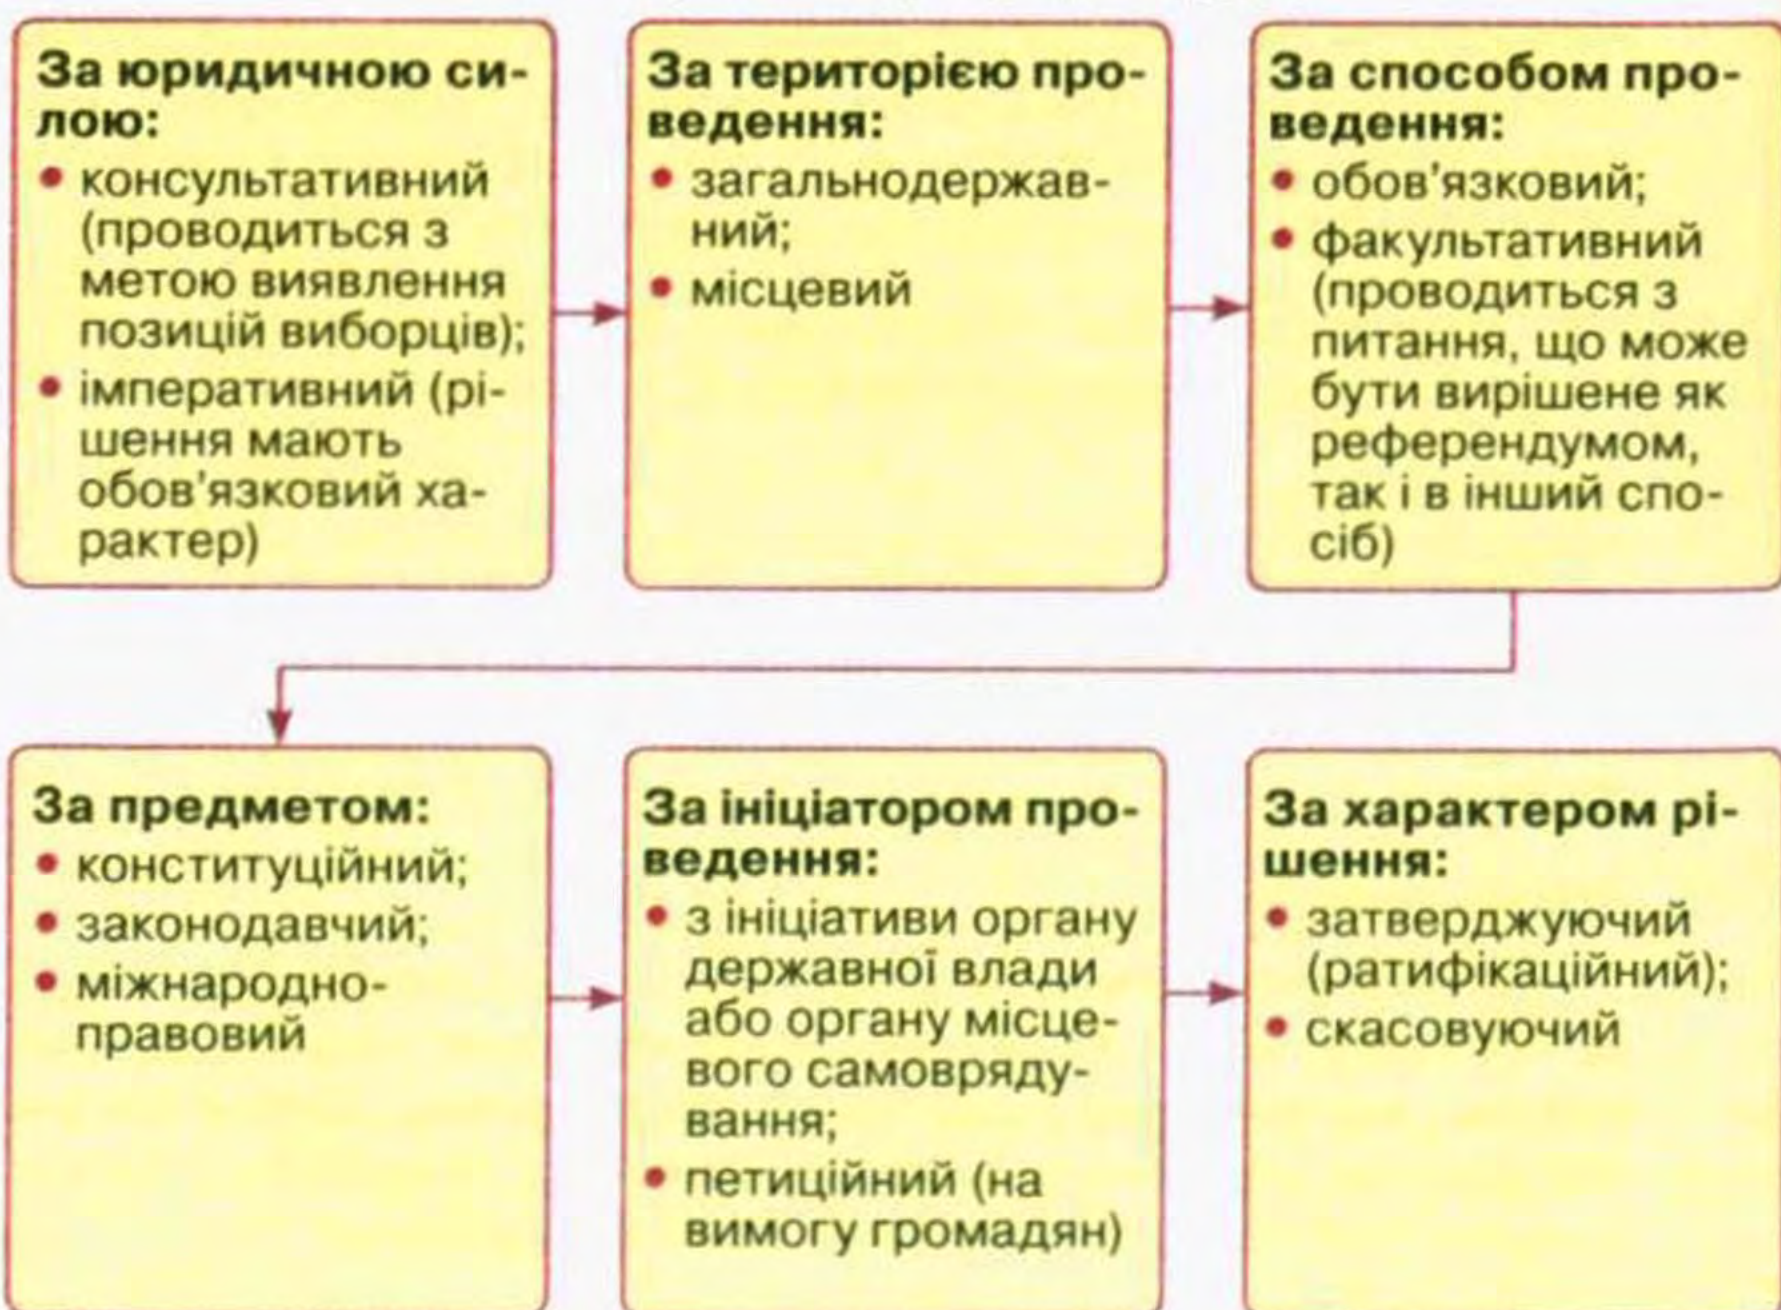 За юридичною си-
лою:
• консультативний
(проводиться з
метою виявлення
позицій виборців);
• імперативний (рі-
шення мають
обов'язковий ха-
рактер)
За територією про-
ведення:
• загальнодержав-
ний;
• місцевий
За способом про-
ведення:
• обов'язковий;
• факультативний
(проводиться з
питання, що може
бути вирішене як
референдумом,
так і в інший спо-
сіб)
За предметом:
• конституційний;
• законодавчий;
• міжнародно-
правовий
За ініціатором про-
ведення:
• з ініціативи органу
державної влади
або органу місце-
вого самовряду-
вання;
• петиційний (на
вимогу громадян)
За характером рі-
шення:
• затверджуючий
(ратифікаційний);
• скасовуючий